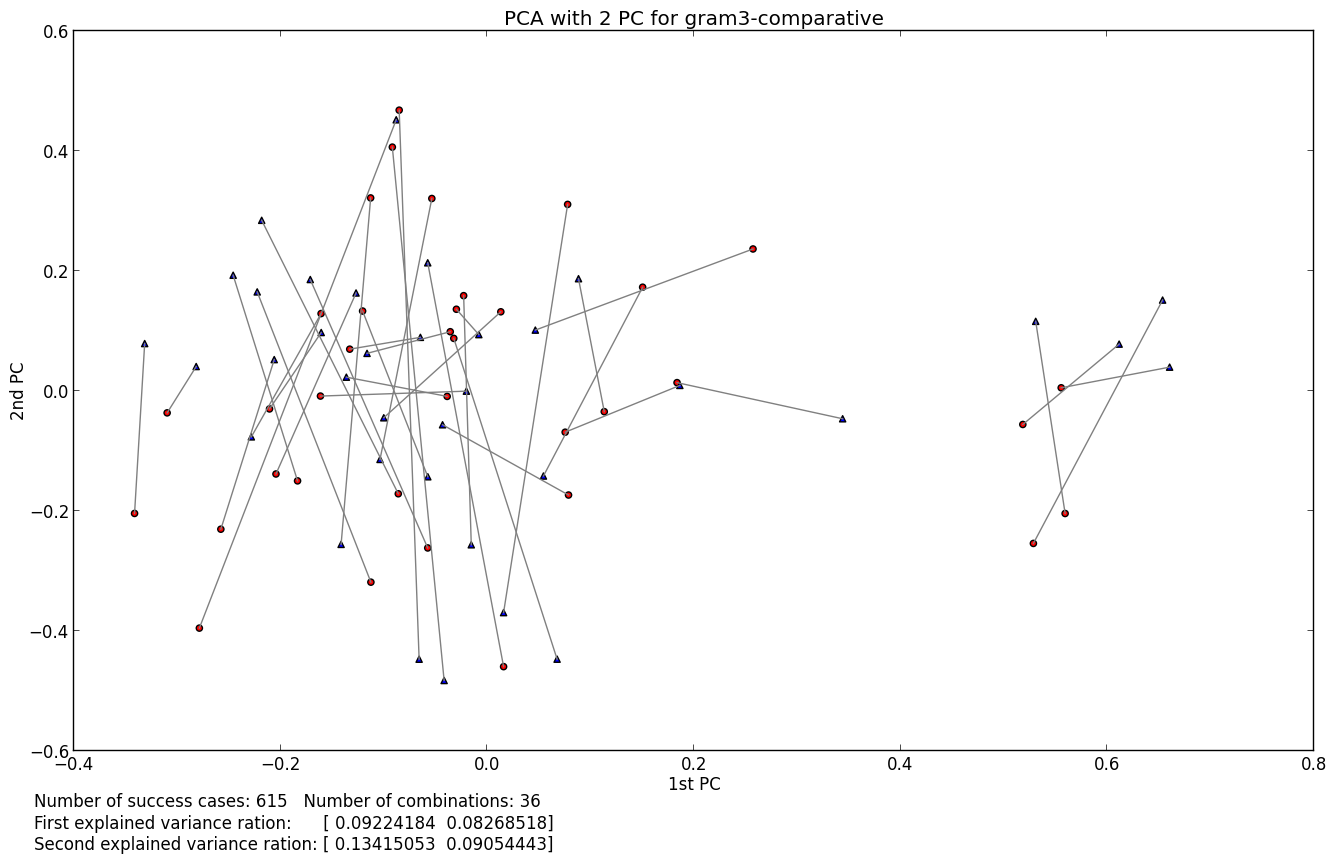 PCA with 2 PC for gram3-comparative
0.6
0.4
0.2
0.0
−0.2
−0.4
−0.6
2nd PC
−0.4 −0.2 0.0 0.2 0.4 0.6 0.8
1st PC
Number of success cases: 615 Number of combinations: 36
First explained variance ration: [ 0.09224184 0.08268518]
Second explained variance ration: [ 0.13415053 0.09054443]